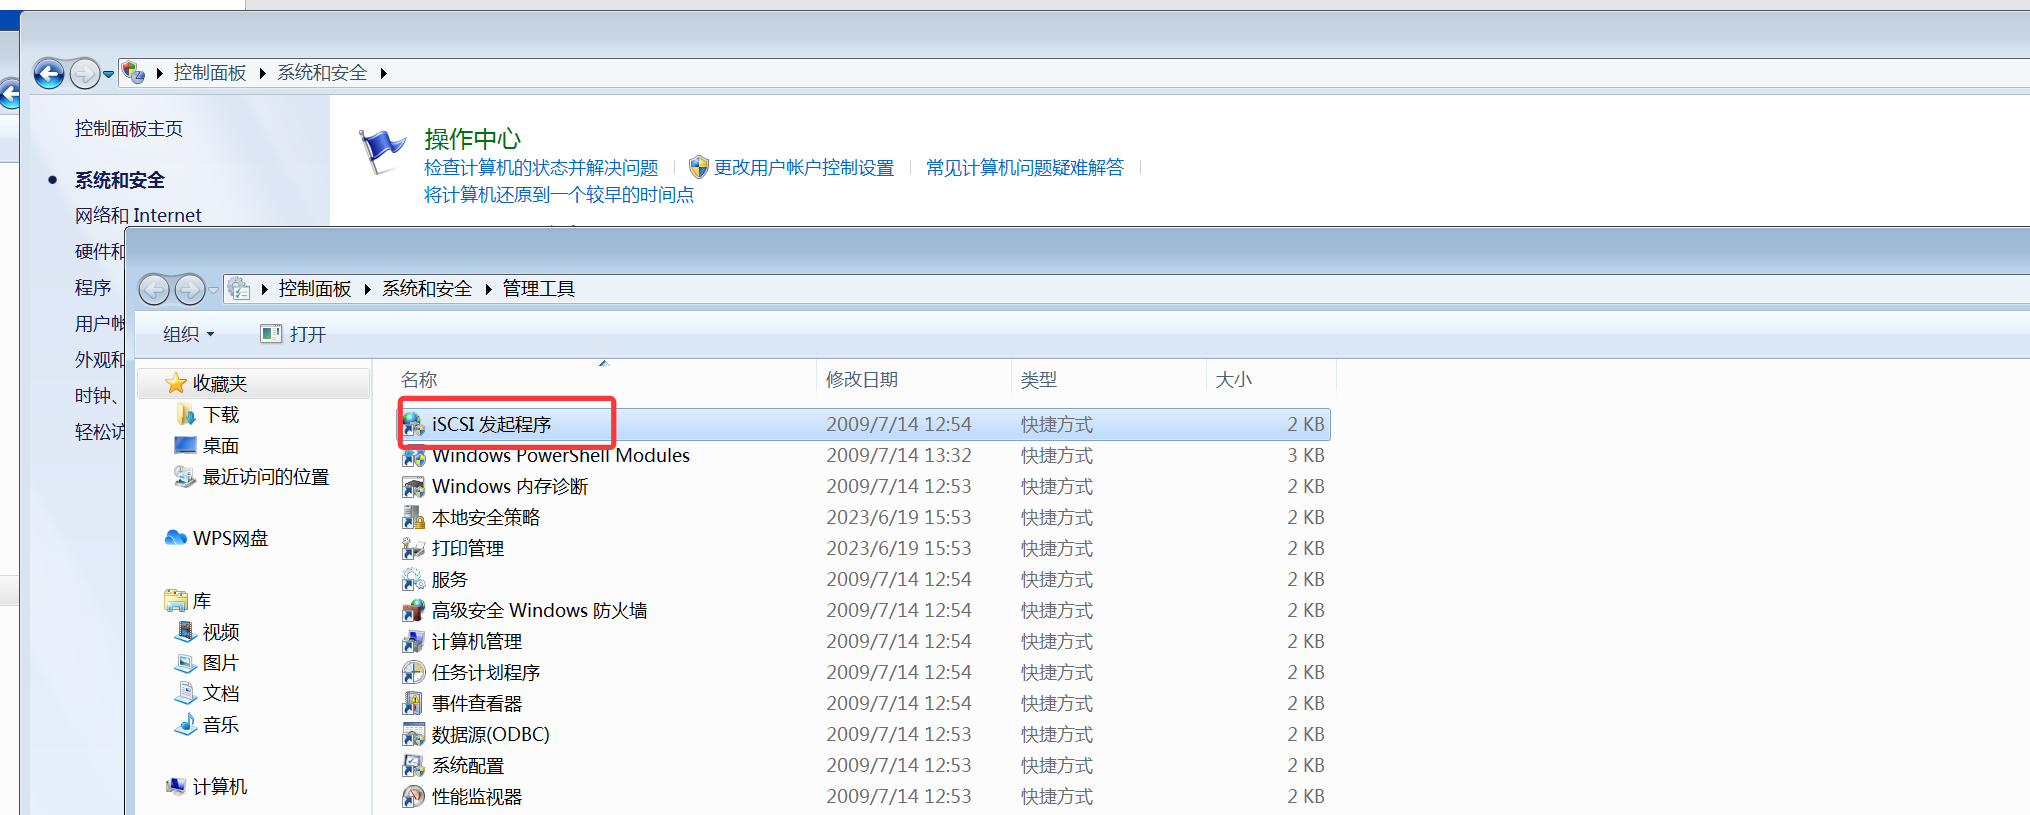 控制面板 系统和安全
控制面板主页
系统和安全
网络和 Internet
硬件和
程序
用户帐
外观和
时钟、
轻松访
操作中心
检查计算机的状态并解决问题 更改用户帐户控制设置 常见计算机问题疑难解答
将计算机还原到一个较早的时间点
控制面板 系统和安全 管理工具
组织 打开
收藏夹
下载
桌面
最近访问的位置
WPS网盘
库
视频
图片
文档
音乐
计算机
名称 修改日期 类型 大小
iSCSI 发起程序 2009/7/14 12:54 快捷方式 2 KB
Windows PowerShell Modules 2009/7/14 13:32 快捷方式 3 KB
Windows 内存诊断 2009/7/14 12:53 快捷方式 2 KB
本地安全策略 2023/6/19 15:53 快捷方式 2 KB
打印管理 2023/6/19 15:53 快捷方式 2 KB
服务 2009/7/14 12:54 快捷方式 2 KB
高级安全 Windows 防火墙 2009/7/14 12:54 快捷方式 2 KB
计算机管理 2009/7/14 12:54 快捷方式 2 KB
任务计划程序 2009/7/14 12:54 快捷方式 2 KB
事件查看器 2009/7/14 12:54 快捷方式 2 KB
数据源(ODBC) 2009/7/14 12:53 快捷方式 2 KB
系统配置 2009/7/14 12:53 快捷方式 2 KB
性能监视器 2009/7/14 12:53 快捷方式 2 KB